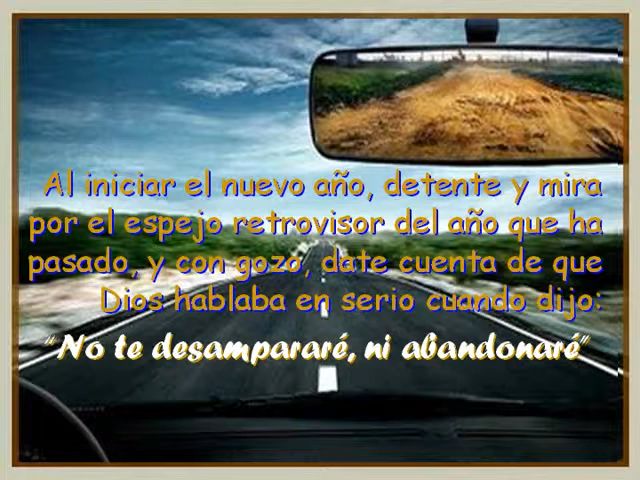 Al iniciar el nuevo año, detente y mira
por el espejo retrovisor del año que ha
pasado, y con gozo, date cuenta de que
Dios hablaba en serio cuando dijo:
“No te desampararé, ni abandonaré”